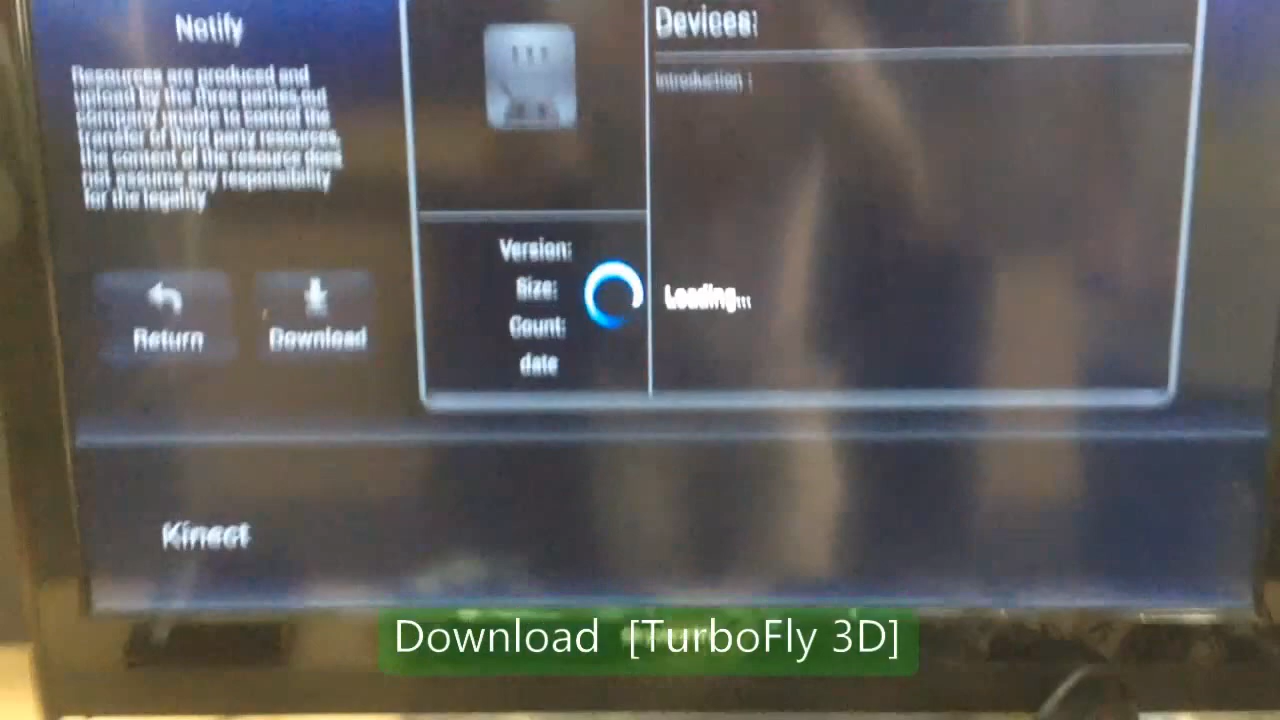 Notify
Resources are produced and
upload by the three parties,out
company unable to control the
transfer of third party resources,
the content of the resource does
not assume any responsibility
for the legality
Return
Download
Version:
Size:
Count:
date
Devices:
Introduction :
Loading...
Kinect
Download [TurboFly 3D]